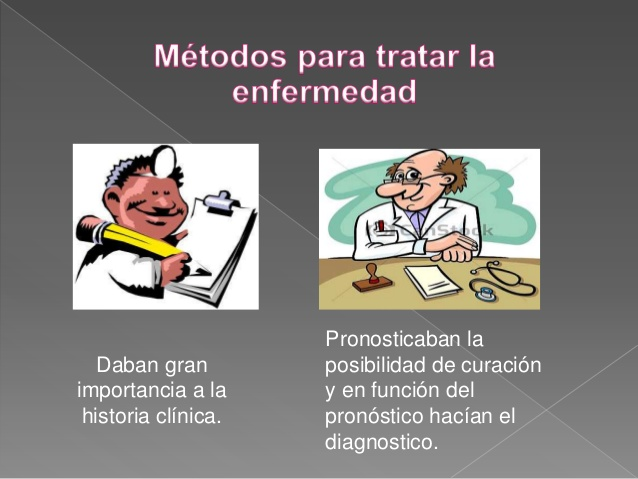 Métodos para tratar la
enfermedad
Daban gran
importancia a la
historia clínica.
Pronosticaban la
posibilidad de curación
y en función del
pronóstico hacían el
diagnostico.